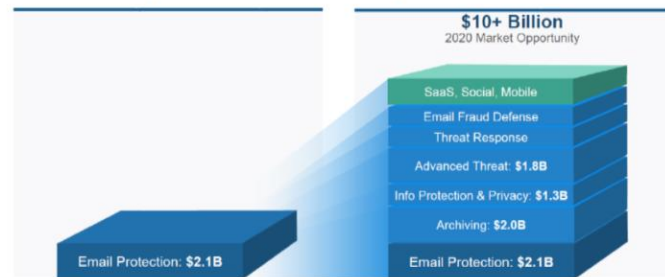 $10+ Billion
2020 Market Opportunity
SaaS, Social, Mobile
Email Fraud Defense
Threat Response
Advanced Threat: $1.8B
Info Protection & Privacy: $1.3B
Archiving: $2.0B
Email Protection: $2.1B
Email Protection: $2.1B